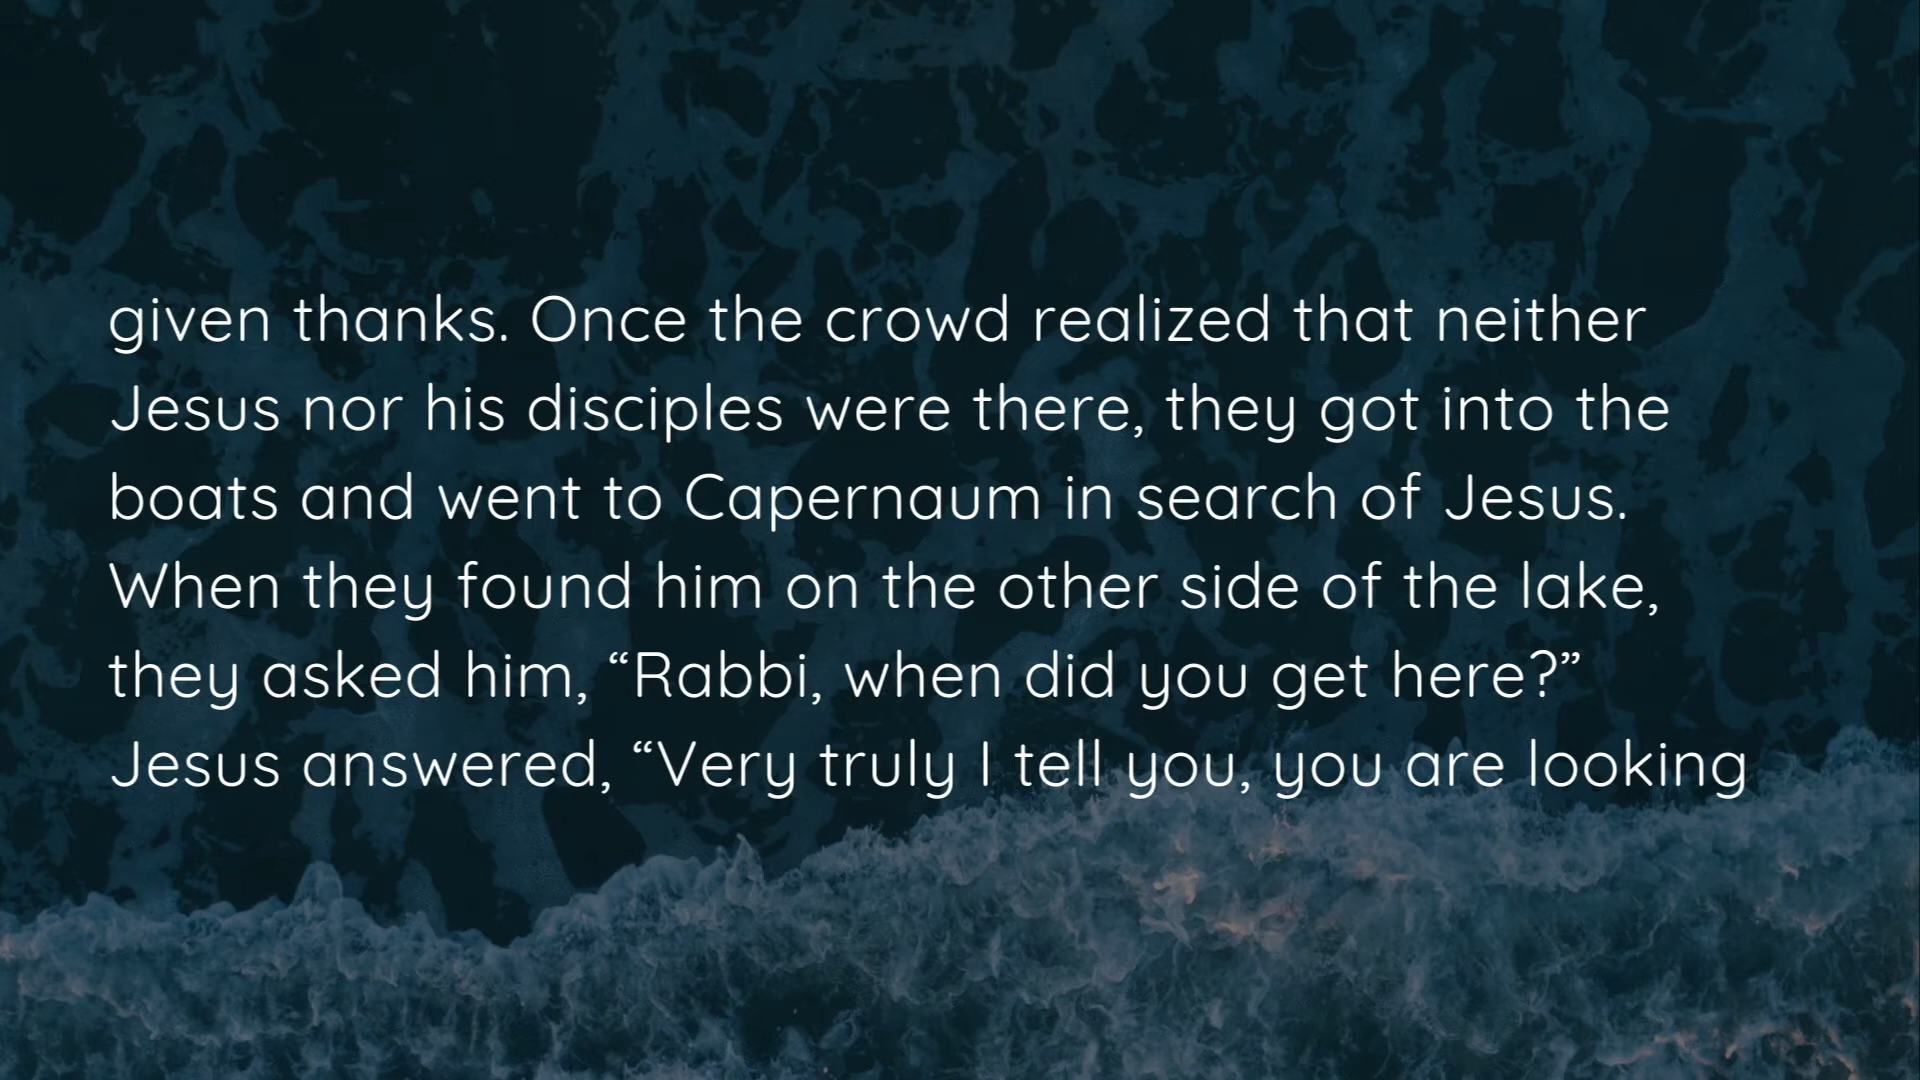 given thanks. Once the crowd realized that neither
Jesus nor his disciples were there, they got into the
boats and went to Capernaum in search of Jesus.
When they found him on the other side of the lake,
they asked him, “Rabbi, when did you get here?”
Jesus answered, “Very truly I tell you, you are looking